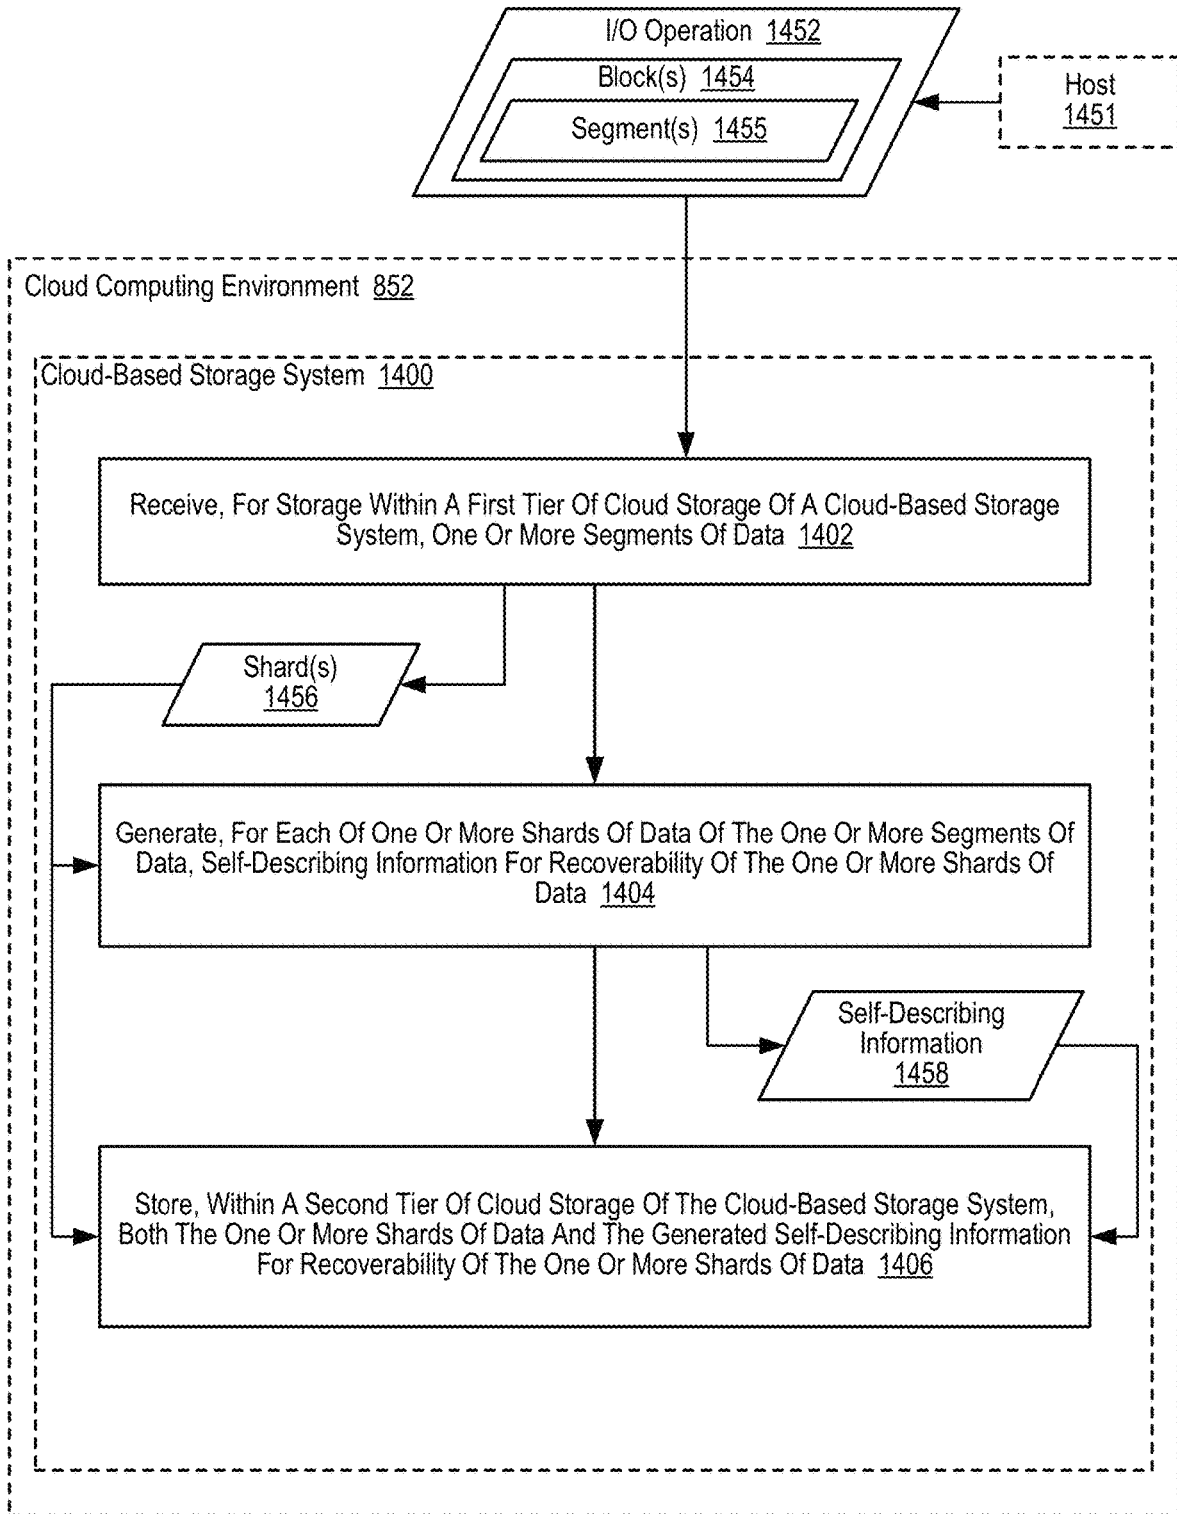 I/O Operation 1452
Block(s) 1454
Segment(s) 1455
Host
1451
Cloud Computing Environment 852
Cloud-Based Storage System 1400
Receive, For Storage Within A First Tier Of Cloud Storage Of A Cloud-Based Storage
System, One Or More Segments Of Data 1402
Shard(s)
1456
Generate, For Each Of One Or More Shards Of Data Of The One Or More Segments Of
Data, Self-Describing Information For Recoverability Of The One Or More Shards Of
Data 1404
Self-Describing
Information
1458
Store, Within A Second Tier Of Cloud Storage Of The Cloud-Based Storage System,
Both The One Or More Shards Of Data And The Generated Self-Describing Information
For Recoverability Of The One Or More Shards Of Data 1406